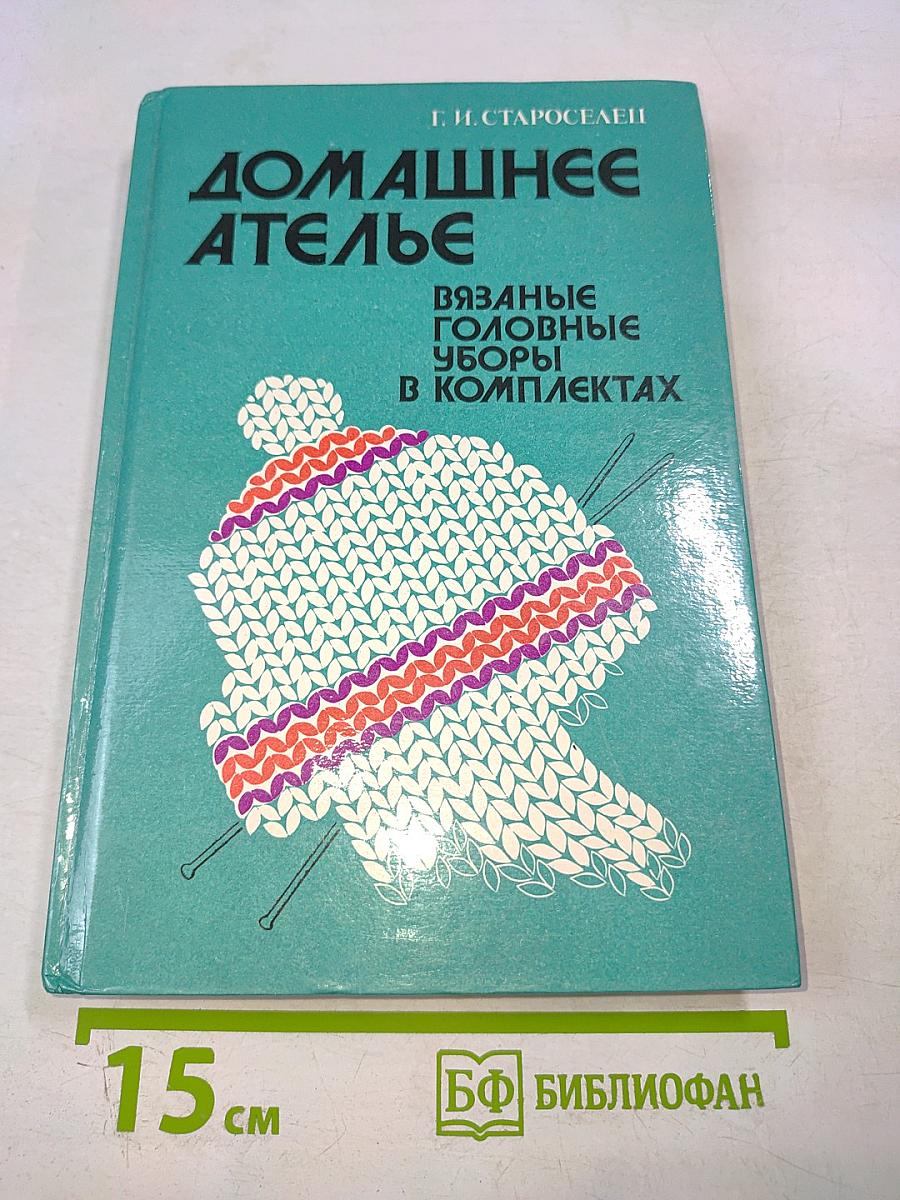 Г. И. СТАРОСЕЛЕЦ
ДОМАШНЕЕ
АТЕЛЬЕ
ВЯЗАНЫЕ
ГОЛОВНЫЕ
УБОРЫ
В КОМПЛЕКТАХ
15 см
БФ БИБЛИОФАН